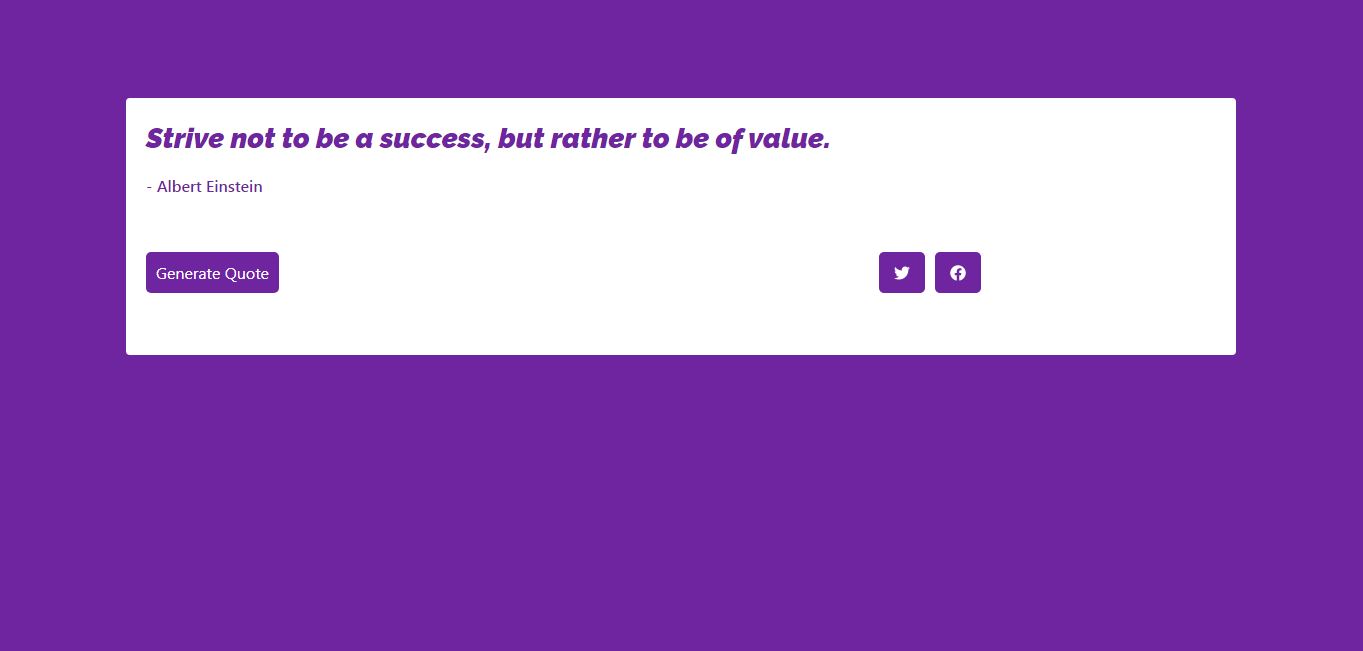 Strive not to be a success, but rather to be of value.
- Albert Einstein
Generate Quote